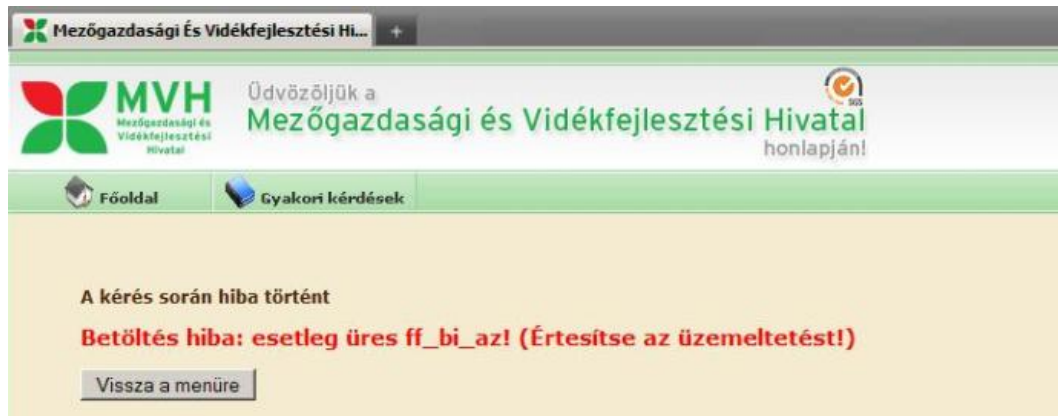 Mezőgazdasági És Vidékfejlesztési Hi...
+
MVH
Mezőgazdasági és
Vidékfejlesztési
Hivatal
Üdvözöljük a
Mezőgazdasági és Vidékfejlesztési Hivatal
honlapján!
SGS
Főoldal
Gyakori kérdések
A kérés során hiba történt
Betöltés hiba: esetleg üres ff_bi_az! (Értesítse az üzemeltetést!)
Vissza a menüre